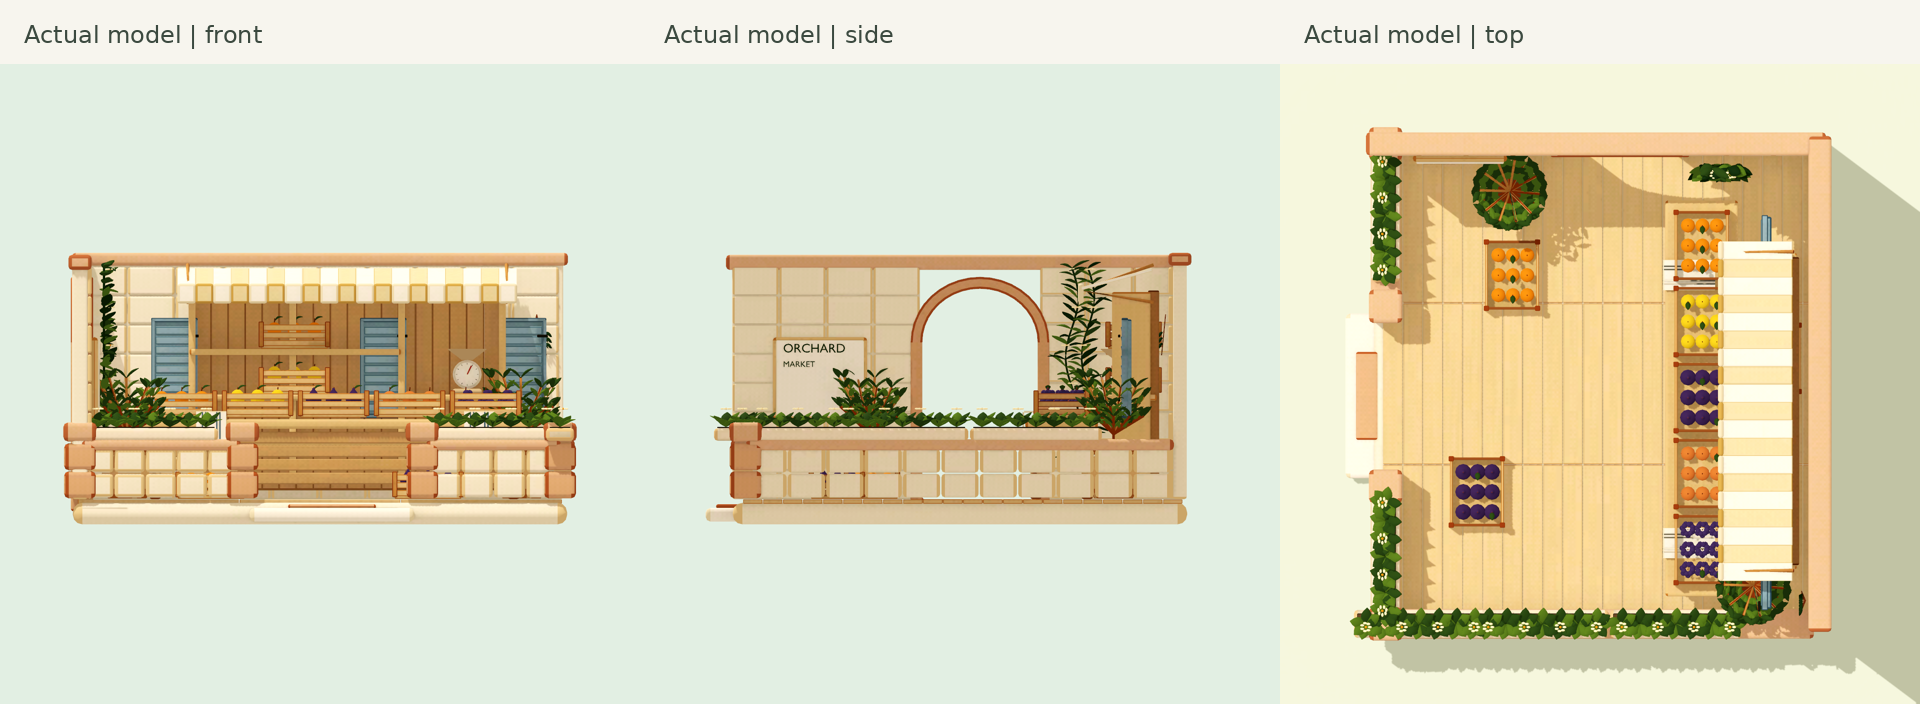 Actual model | front
Actual model | side
Actual model | top
ORCHARD
MARKET